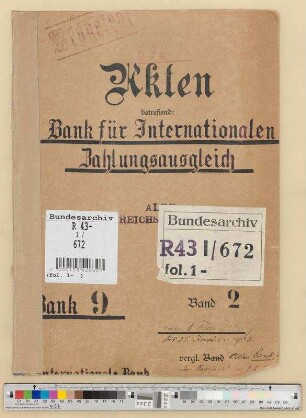 Akten
betreffend:
Bank für Internationalen
Zahlungsausgleich
REICHS
Bundesarchiv
R 43-
I/
672
(fol. 1- )
Bundesarchiv
R43 I/672
fol. 1-
Bank 9
Band 2
vergl. Band
Internationale Bank